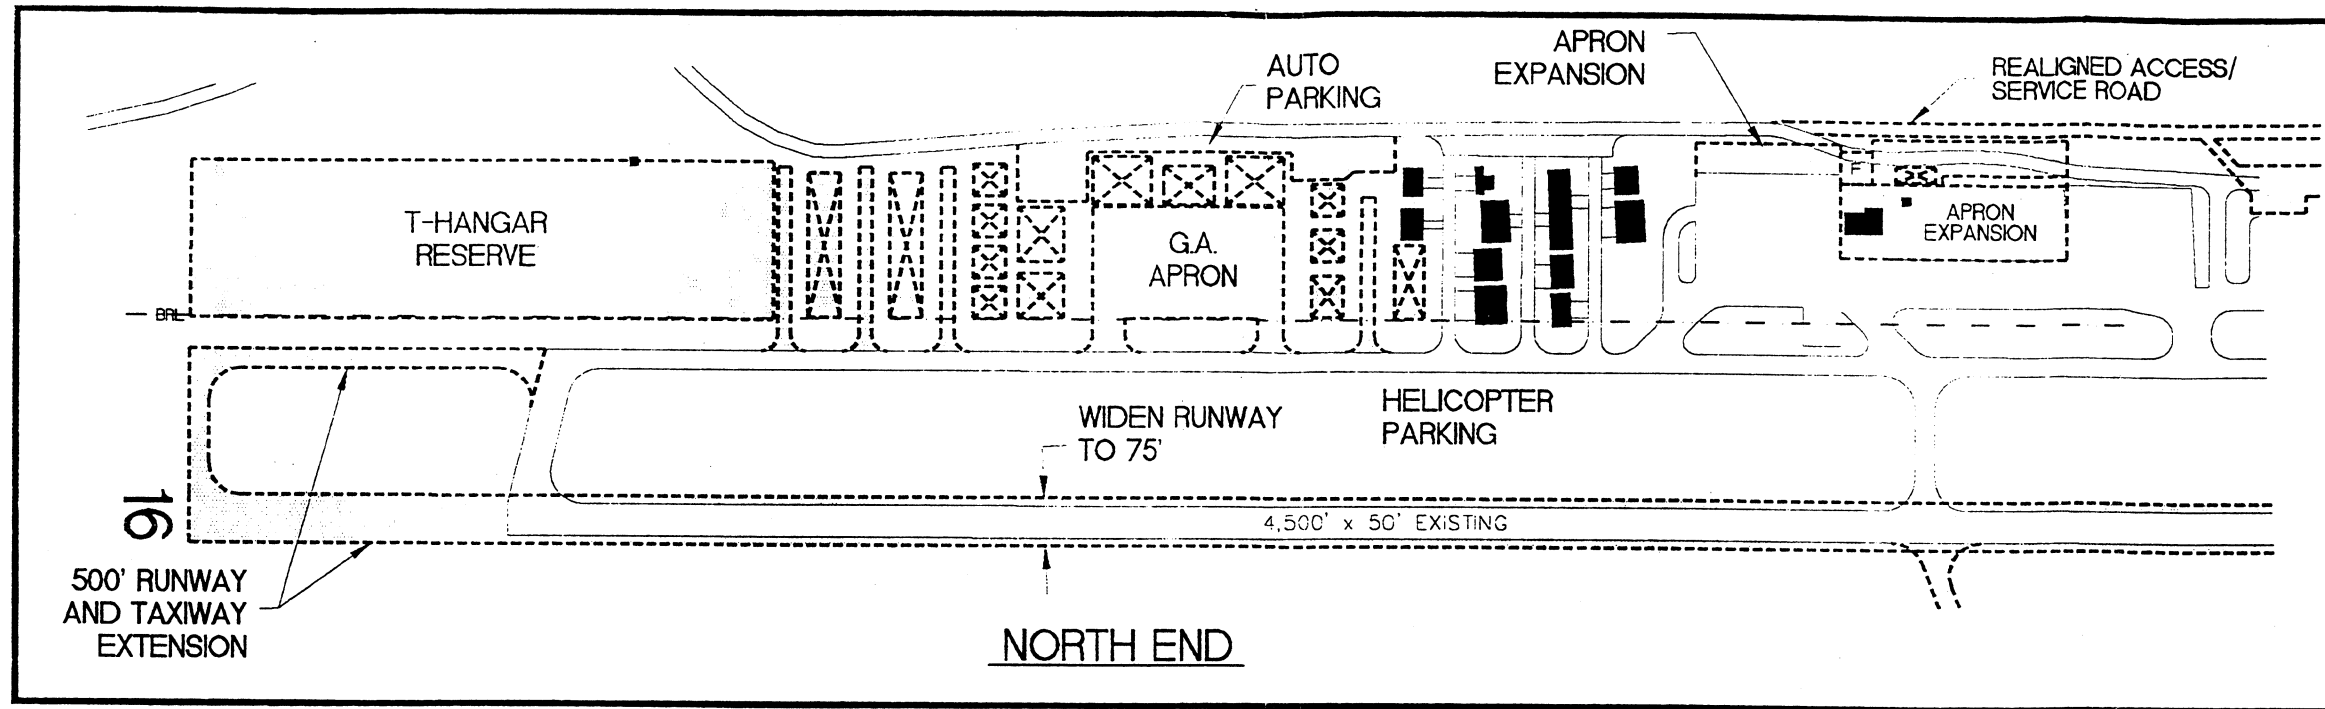 APRON
EXPANSION
AUTO
PARKING
REALIGNED ACCESS/
SERVICE ROAD
F
T-HANGAR
RESERVE
G.A.
APRON
APRON
EXPANSION
BRL
WIDEN RUNWAY
TO 75'
HELICOPTER
PARKING
16
4,500' x 50' EXISTING
500' RUNWAY
AND TAXIWAY
EXTENSION
NORTH END